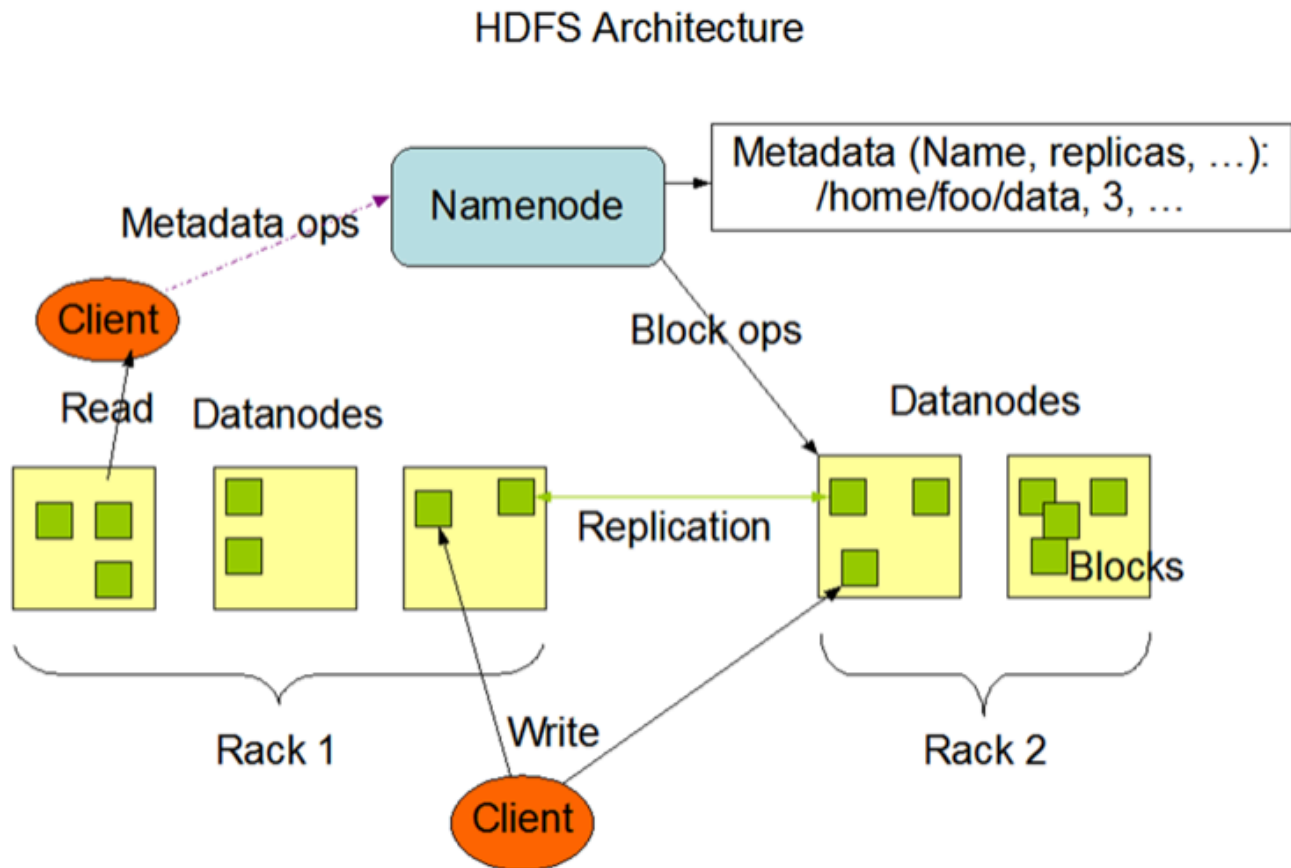 HDFS Architecture
Metadata (Name, replicas, …):
/home/foo/data, 3, …
Namenode
Metadata ops
Client
Block ops
Read
Datanodes
Datanodes
Replication
Blocks
Rack 1
Write
Rack 2
Client